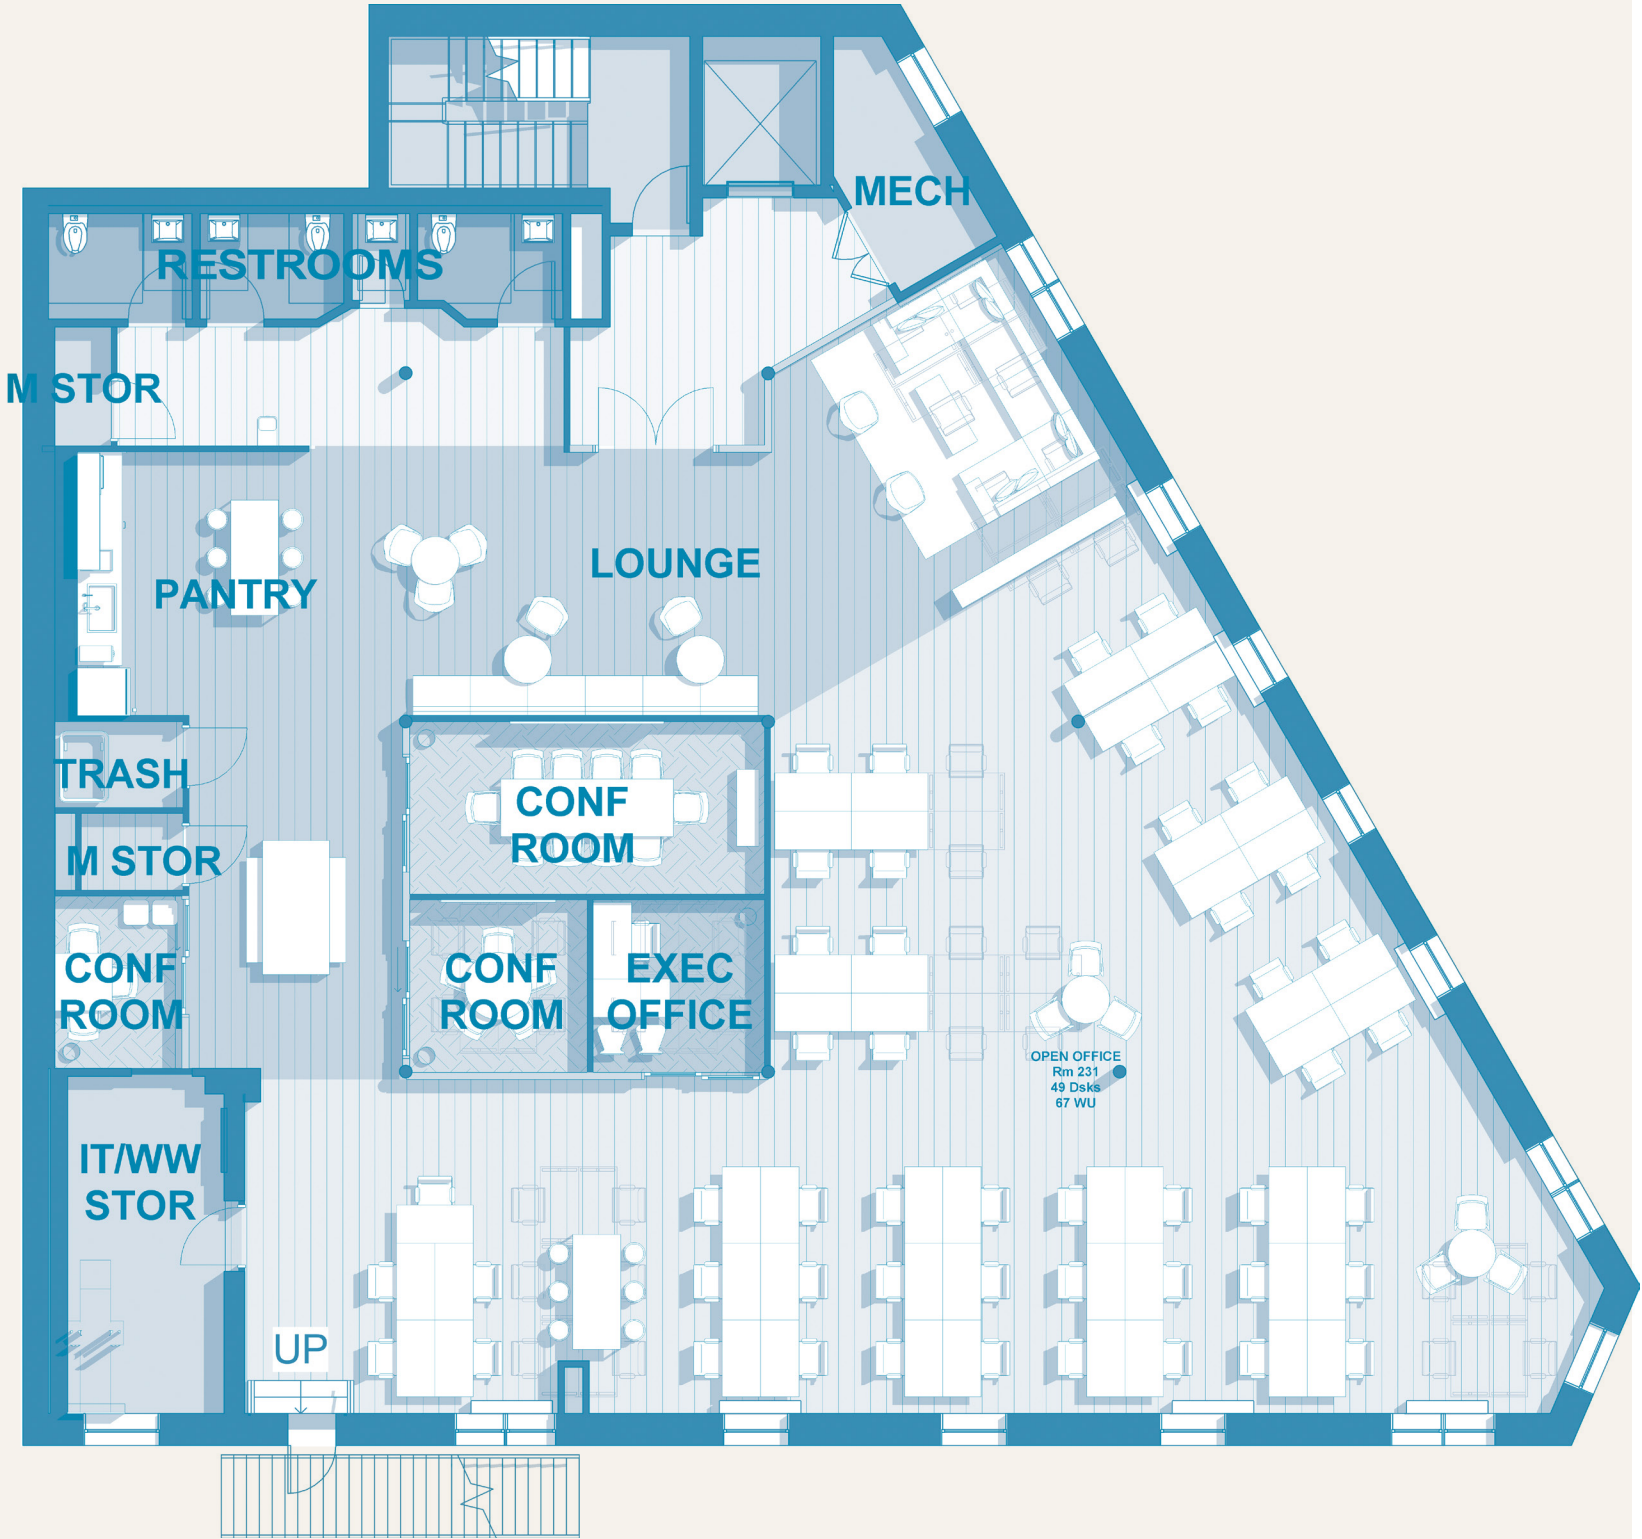 MECH
RESTROOMS
M STOR
LOUNGE
PANTRY
TRASH
CONF
ROOM
M STOR
CONF
ROOM
CONF
ROOM
EXEC
OFFICE
OPEN OFFICE
Rm 231
49 Dsks
67 WU
IT/WW
STOR
UP